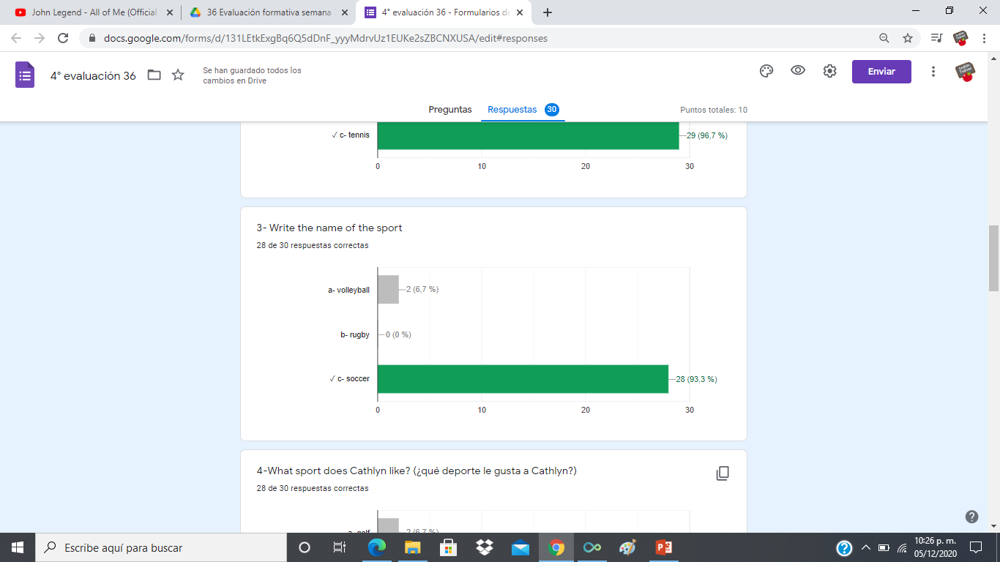 John Legend - All of Me (Official
36 Evaluación formativa semana
4° evaluación 36 - Formularios de
docs.google.com/forms/d/131LEtkExgBq6Q5dDnF_yyyMdrvUz1EUKe2sZBCNXUSA/edit#responses
4° evaluación 36
Se han guardado todos los
cambios en Drive
Enviar
Preguntas
Respuestas 30
Puntos totales: 10
✓ c- tennis
29 (96,7 %)
0 10 20 30
3- Write the name of the sport
28 de 30 respuestas correctas
a- volleyball
2 (6,7 %)
b- rugby
0 (0 %)
✓ c- soccer
28 (93,3 %)
0 10 20 30
4-What sport does Cathlyn like? (¿qué deporte le gusta a Cathlyn?)
28 de 30 respuestas correctas
a- golf
2 (6,7 %)
Escribe aquí para buscar
10:26 p. m.
05/12/2020